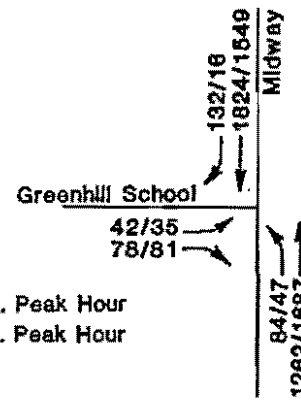 132/16
1824/1549
Midway
Greenhill School
42/35
78/81
. Peak Hour
. Peak Hour
84/47